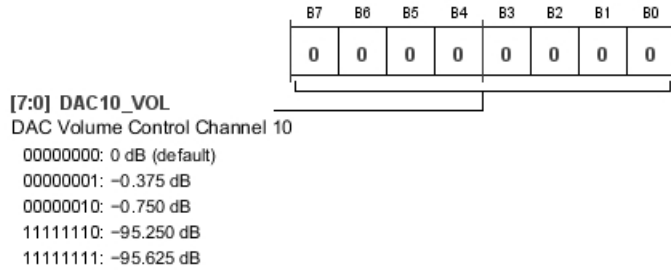 B7 B6 B5 B4 B3 B2 B1 B0
0 0 0 0 0 0 0 0
[7:0] DAC10_VOL
DAC Volume Control Channel 10
00000000: 0 dB (default)
00000001: −0.375 dB
00000010: −0.750 dB
11111110: −95.250 dB
11111111: −95.625 dB